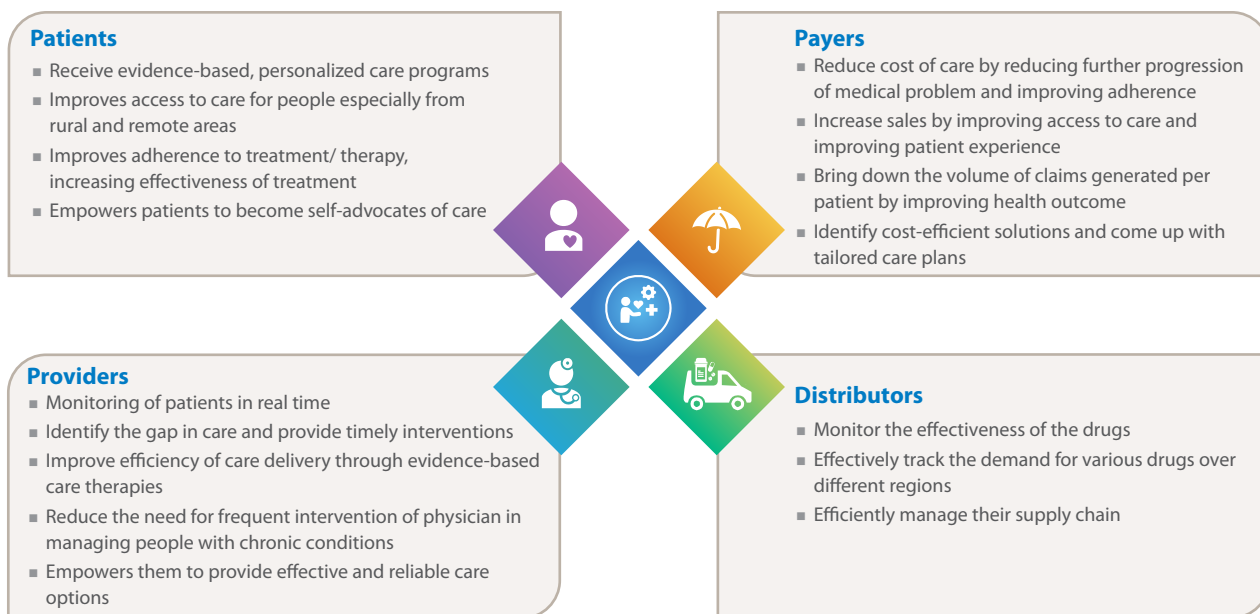 Patients
▪ Receive evidence-based, personalized care programs
▪ Improves access to care for people especially from
rural and remote areas
▪ Improves adherence to treatment/ therapy,
increasing effectiveness of treatment
▪ Empowers patients to become self-advocates of care
Payers
▪ Reduce cost of care by reducing further progression
of medical problem and improving adherence
▪ Increase sales by improving access to care and
improving patient experience
▪ Bring down the volume of claims generated per
patient by improving health outcome
▪ Identify cost-efficient solutions and come up with
tailored care plans
Providers
▪ Monitoring of patients in real time
▪ Identify the gap in care and provide timely interventions
▪ Improve efficiency of care delivery through evidence-based
care therapies
▪ Reduce the need for frequent intervention of physician in
managing people with chronic conditions
▪ Empowers them to provide effective and reliable care
options
Distributors
▪ Monitor the effectiveness of the drugs
▪ Effectively track the demand for various drugs over
different regions
▪ Efficiently manage their supply chain